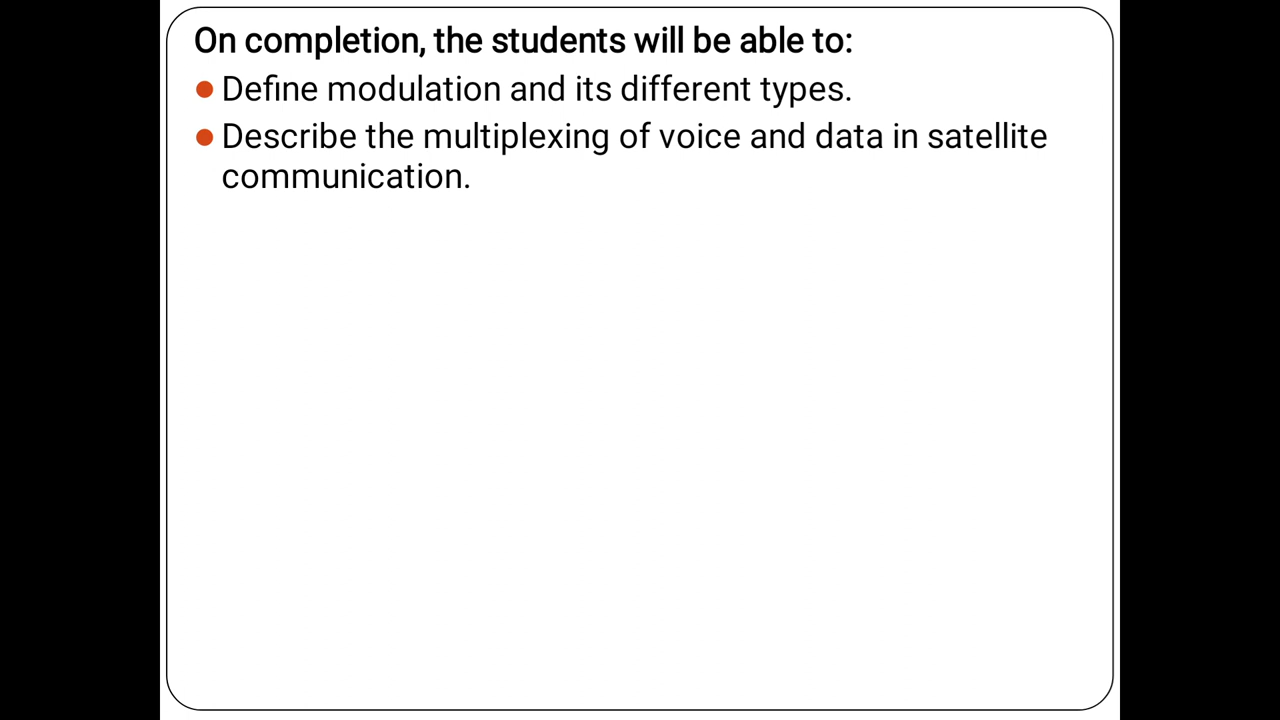 On completion, the students will be able to:
● Define modulation and its different types.
● Describe the multiplexing of voice and data in satellite
communication.